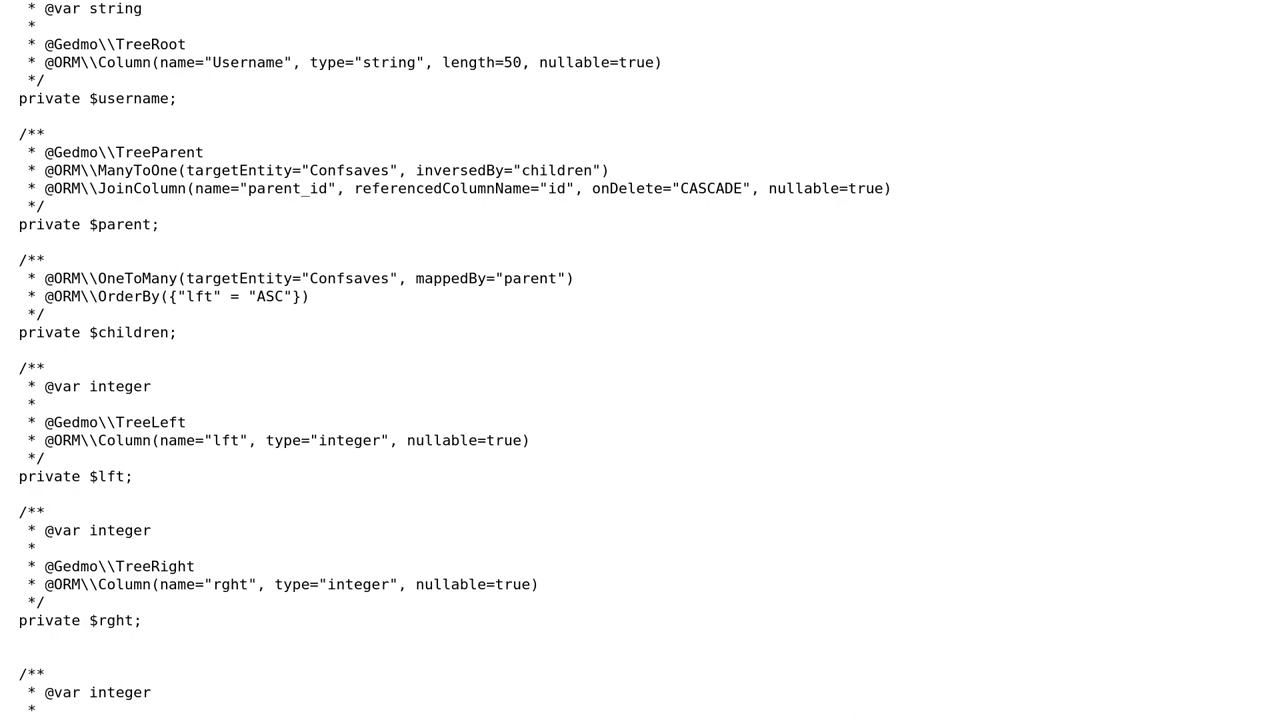 * @var string
 *
 * @Gedmo\\TreeRoot
 * @ORM\\Column(name="Username", type="string", length=50, nullable=true)
 */
private $username;

/**
 * @Gedmo\\TreeParent
 * @ORM\\ManyToOne(targetEntity="Confsaves", inversedBy="children")
 * @ORM\\JoinColumn(name="parent_id", referencedColumnName="id", onDelete="CASCADE", nullable=true)
 */
private $parent;

/**
 * @ORM\\OneToMany(targetEntity="Confsaves", mappedBy="parent")
 * @ORM\\OrderBy({"lft" = "ASC"})
 */
private $children;

/**
 * @var integer
 *
 * @Gedmo\\TreeLeft
 * @ORM\\Column(name="lft", type="integer", nullable=true)
 */
private $lft;

/**
 * @var integer
 *
 * @Gedmo\\TreeRight
 * @ORM\\Column(name="rght", type="integer", nullable=true)
 */
private $rght;


/**
 * @var integer
 *